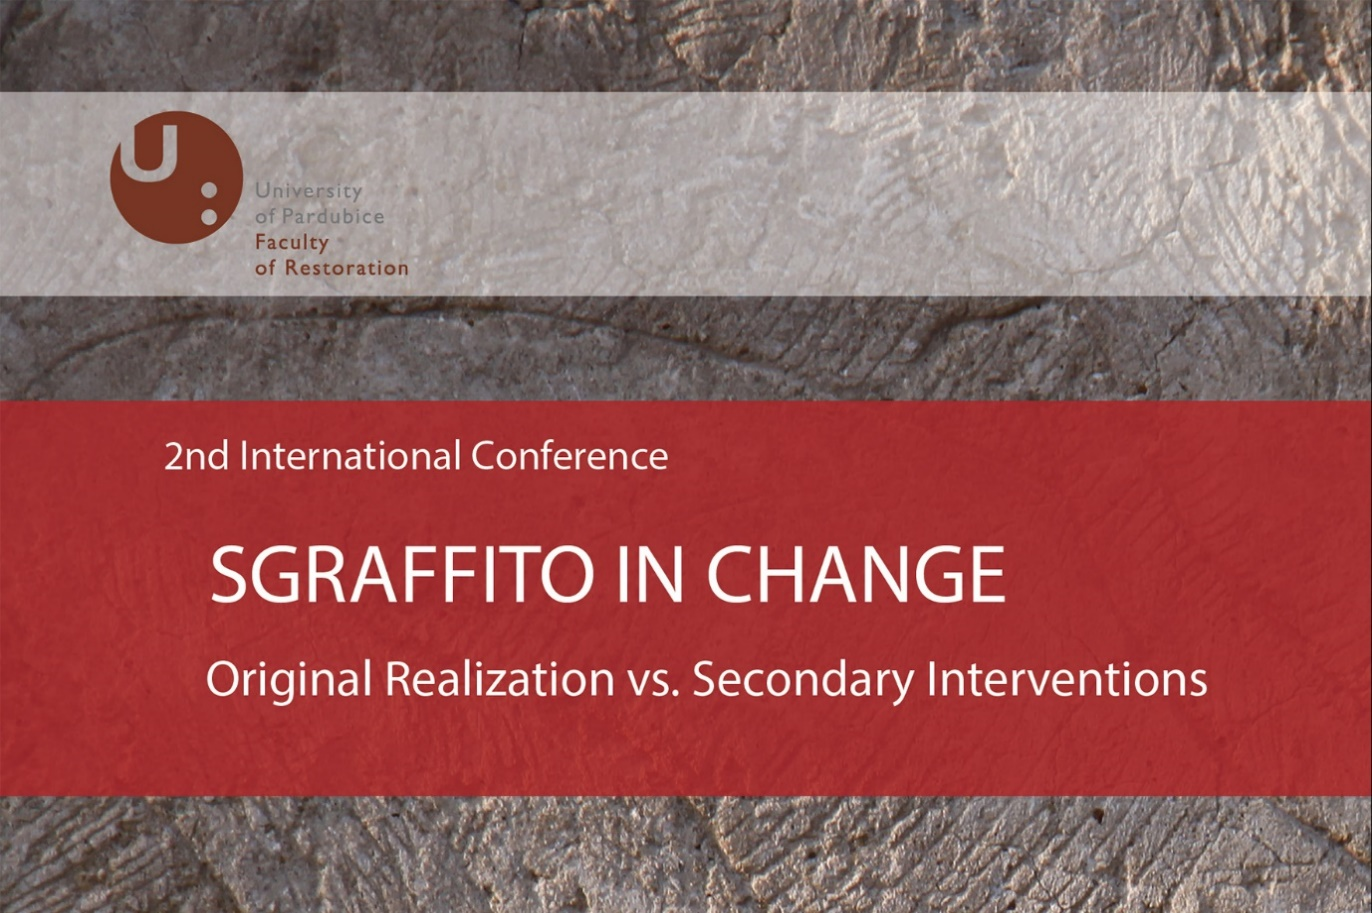 U:
University
of Pardubice
Faculty
of Restoration
2nd International Conference
SGRAFFITO IN CHANGE
Original Realization vs. Secondary Interventions